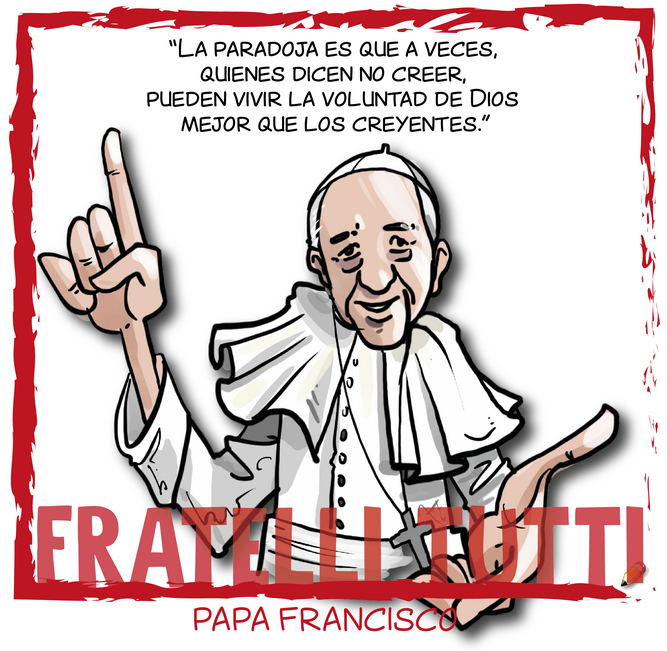 “La paradoja es que a veces,
quienes dicen no creer,
pueden vivir la voluntad de Dios
mejor que los creyentes.”
FRATELLI TUTTI
PAPA FRANCISCO